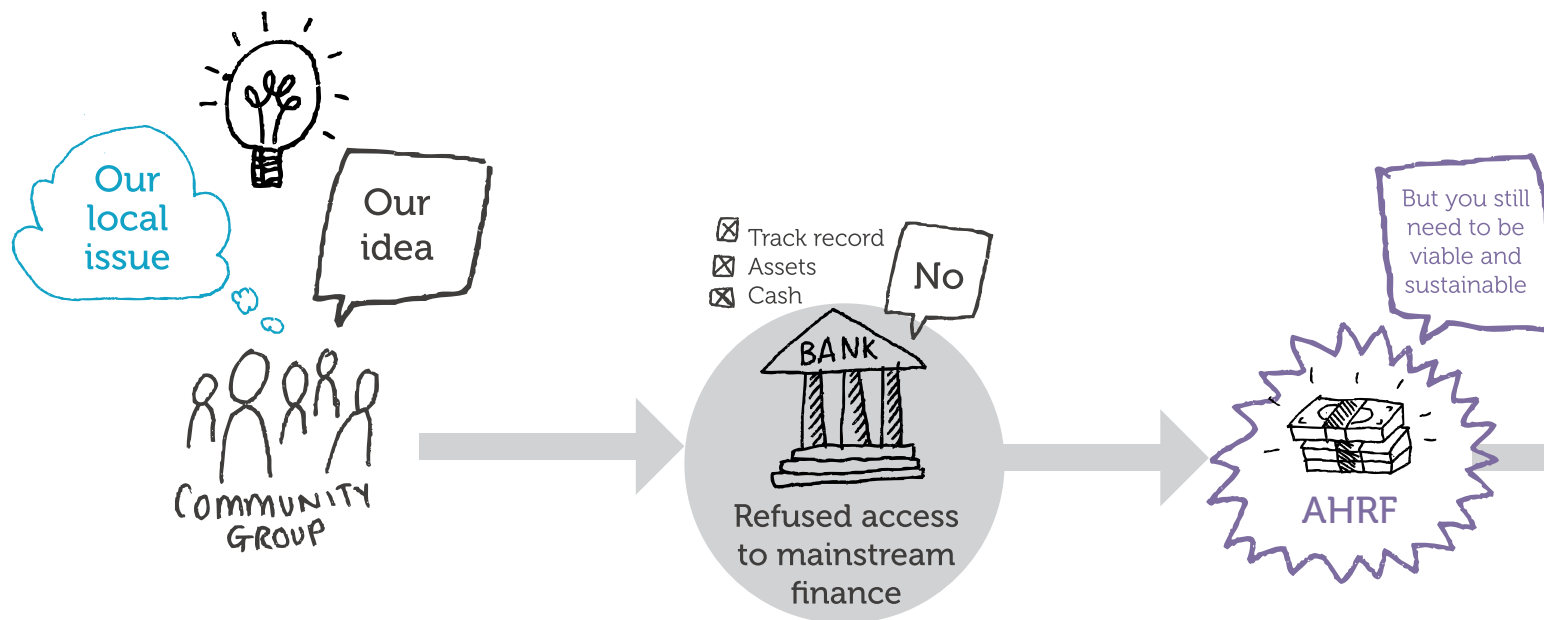 Our
local
issue
Our
idea
COMMUNITY
GROUP
Track record
Assets
Cash
No
BANK
Refused access
to mainstream
finance
But you still
need to be
viable and
sustainable
AHRF